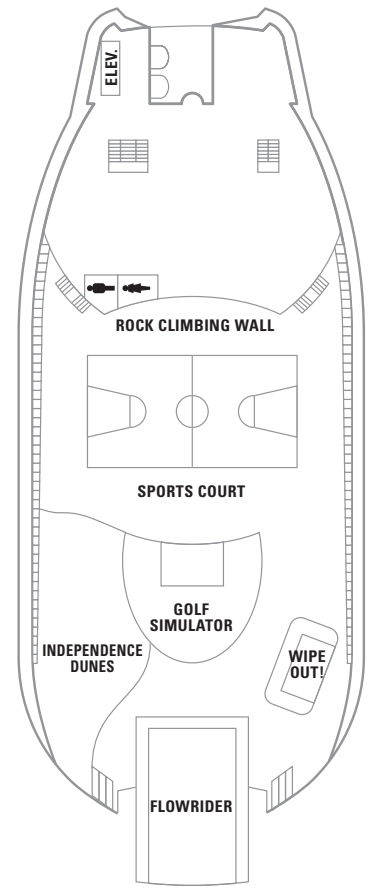 ELEV.
ROCK CLIMBING WALL
SPORTS COURT
GOLF
SIMULATOR
INDEPENDENCE
DUNES
WIPE
OUT!
FLOWRIDER